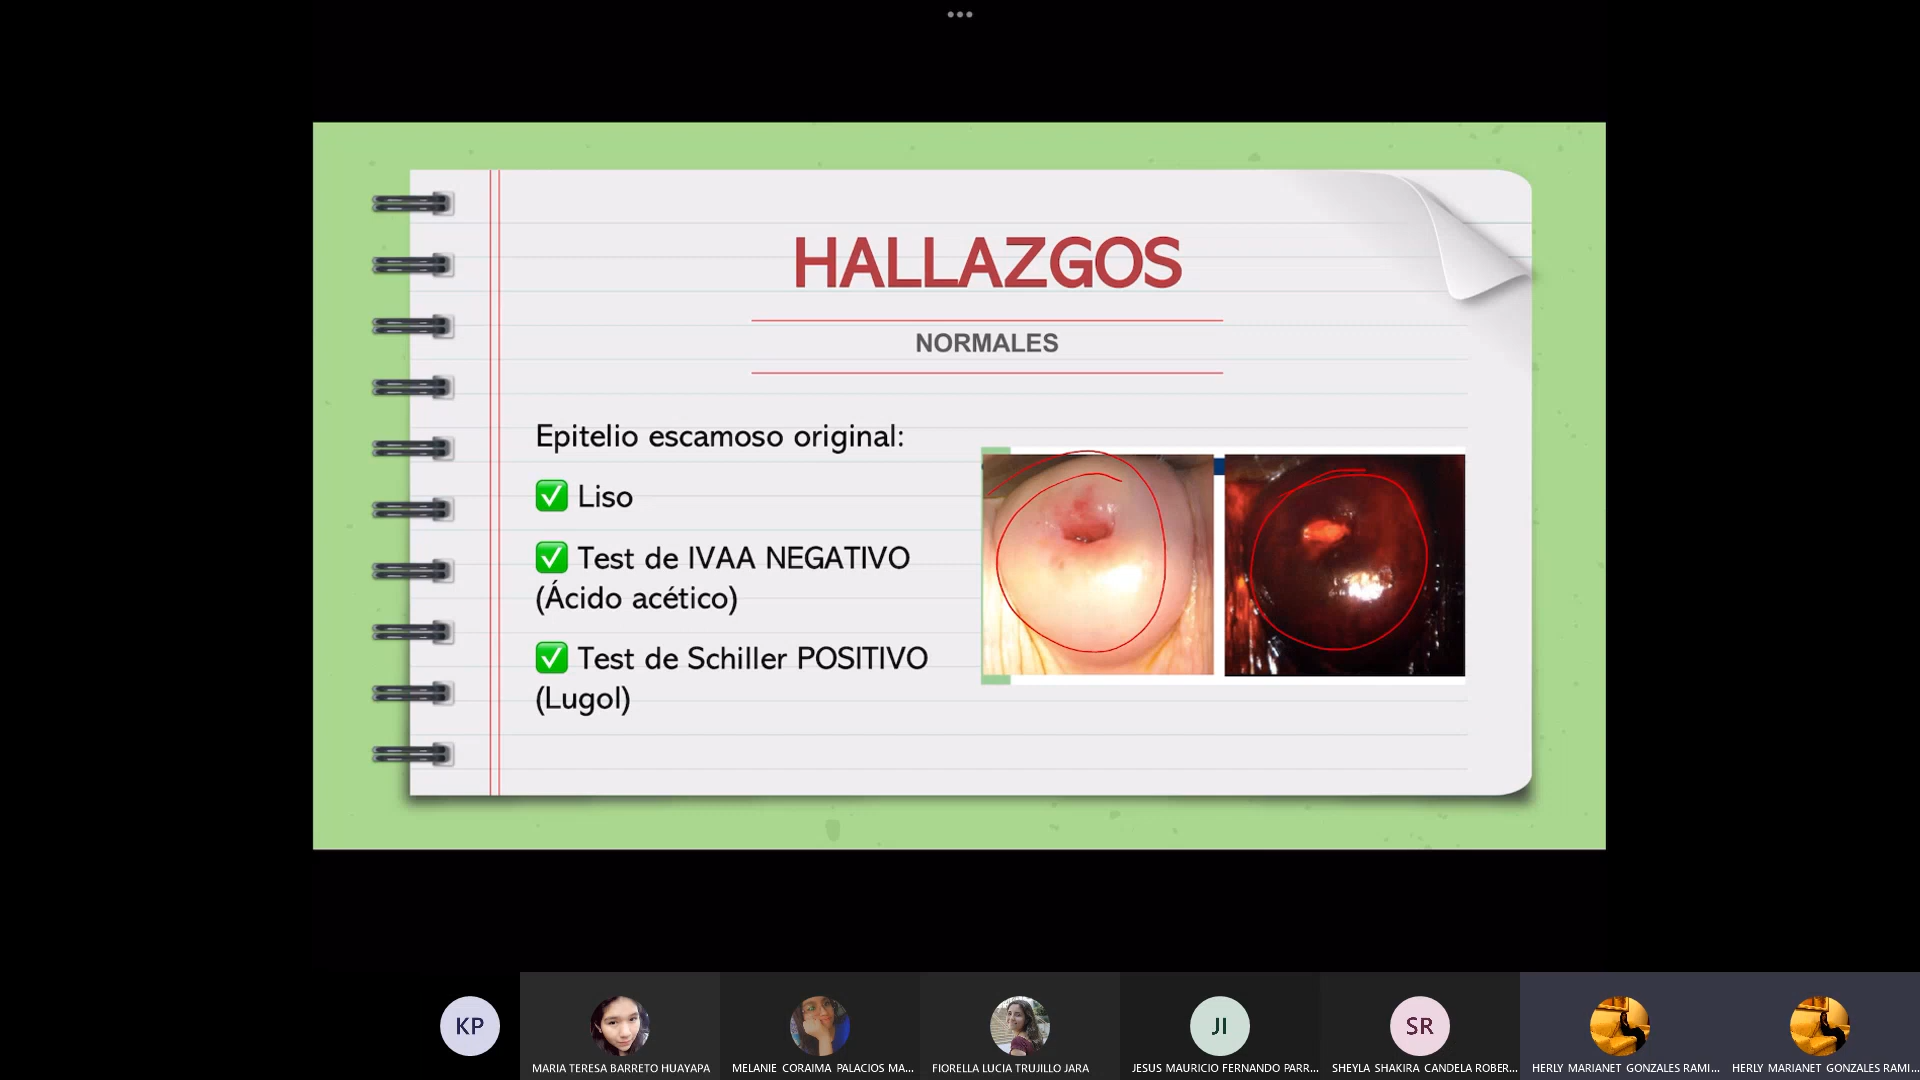 HALLAZGOS
NORMALES
Epitelio escamoso original:
✅ Liso
✅ Test de IVAA NEGATIVO
(Ácido acético)
✅ Test de Schiller POSITIVO
(Lugol)
KP
JI
SR
MARIA TERESA BARRETO HUAYAPA
MELANIE CORAIMA PALACIOS MA...
FIORELLA LUCIA TRUJILLO JARA
JESUS MAURICIO FERNANDO PARR...
SHEYLA SHAKIRA CANDELA ROBER...
HERLY MARIANET GONZALES RAMI...
HERLY MARIANET GONZALES RAMI...